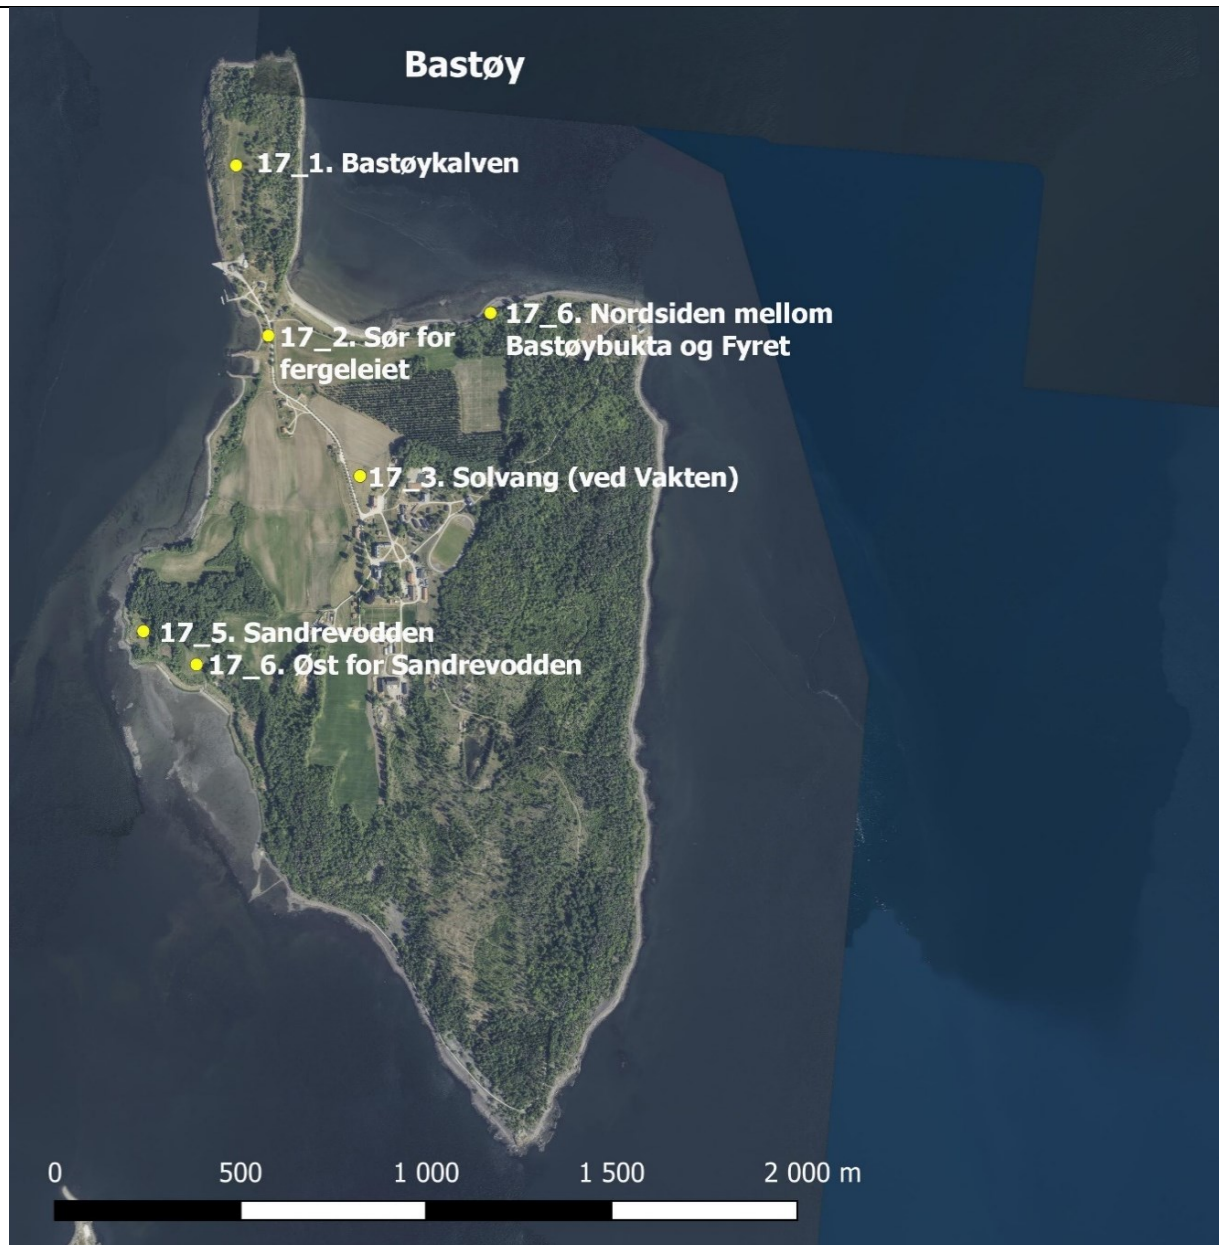 Bastøy
17_1. Bastøykalven
17_6. Nordsiden mellom
Bastøybukta og Fyret
17_2. Sør for
fergeleiet
17_3. Solvang (ved Vakten)
17_5. Sandrevodden
17_6. Øst for Sandrevodden
0 500 1 000 1 500 2 000 m